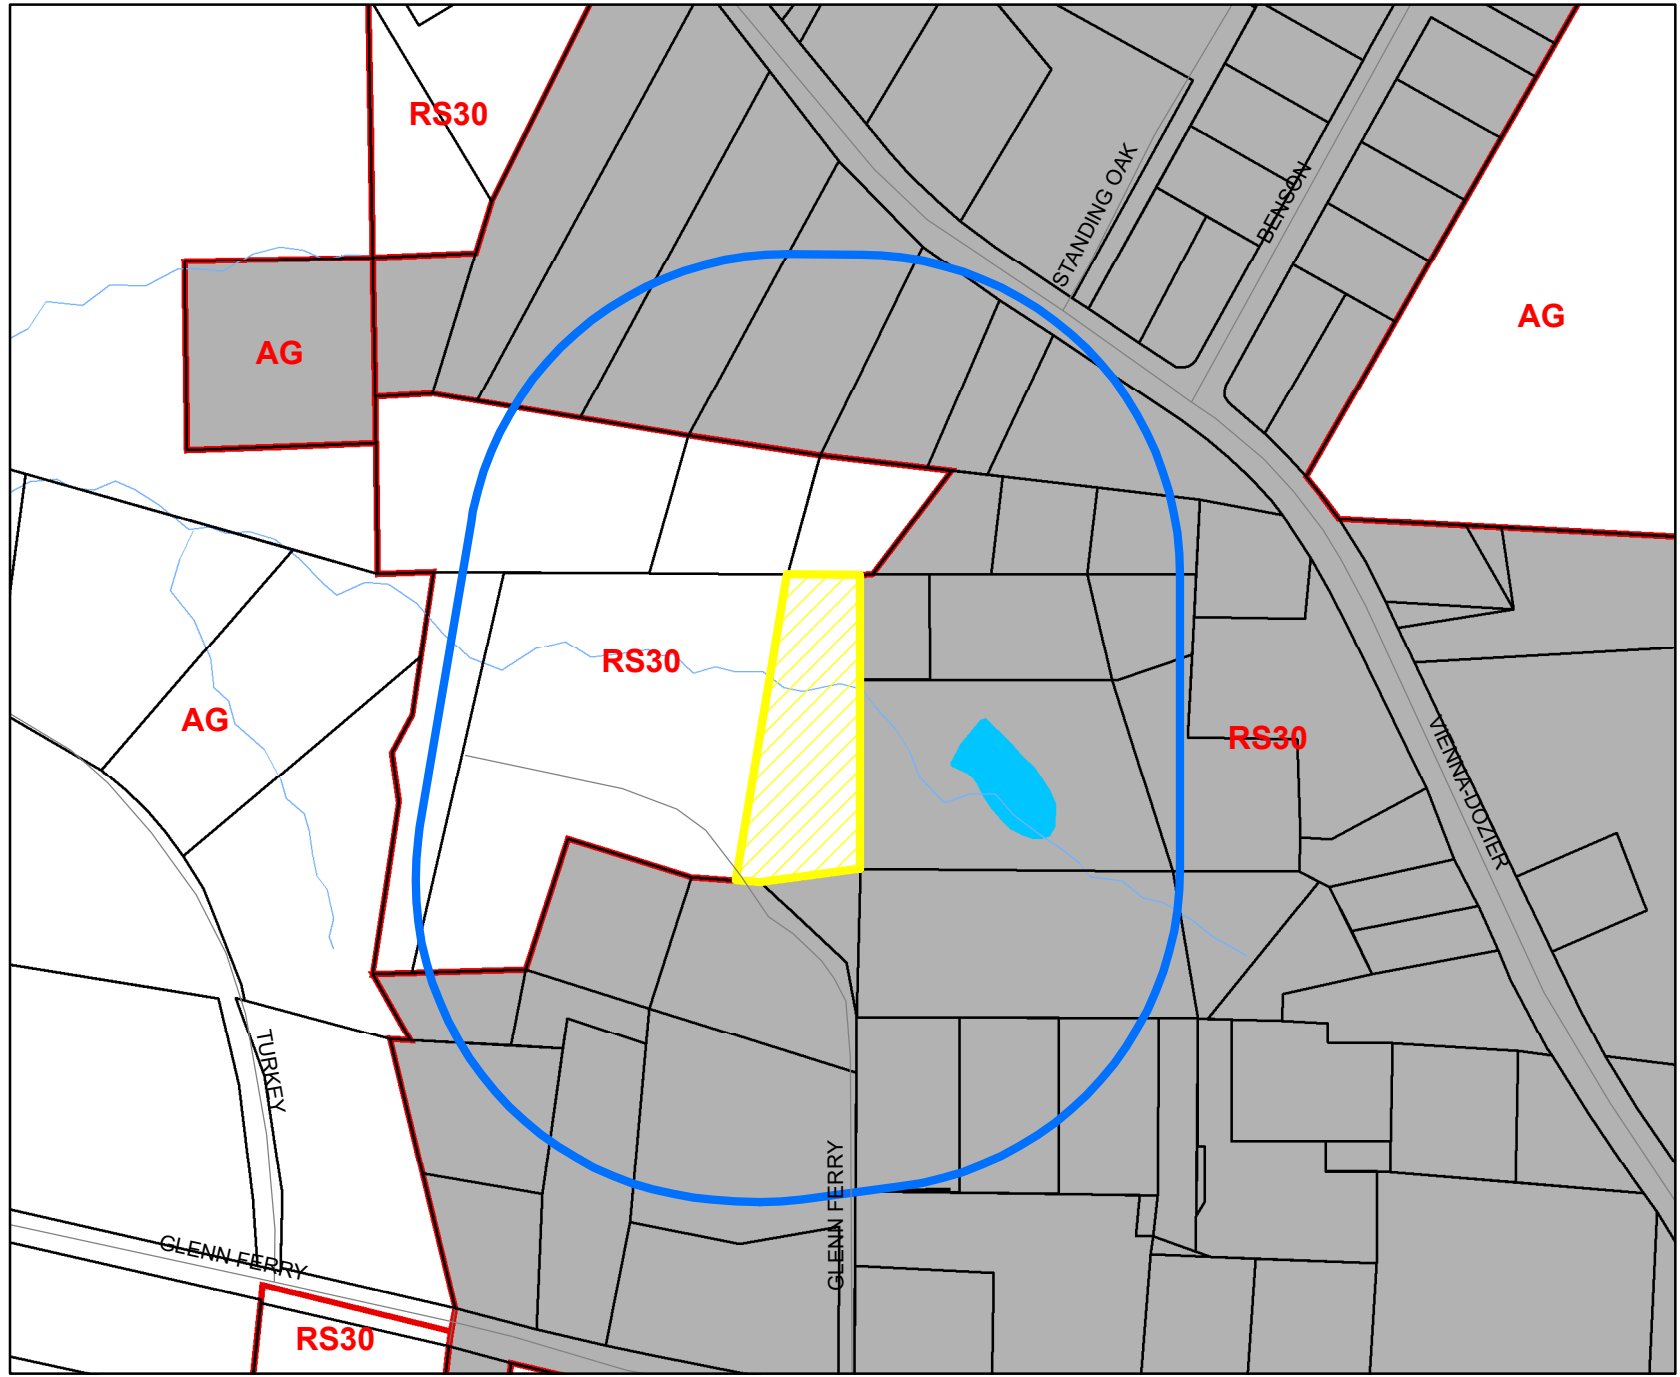 RS30
STANDING OAK
BENSON
AG
AG
RS30
AG
RS30
VIENNA-DOZIER
TURKEY
GLENN FERRY
GLENN FERRY
RS30